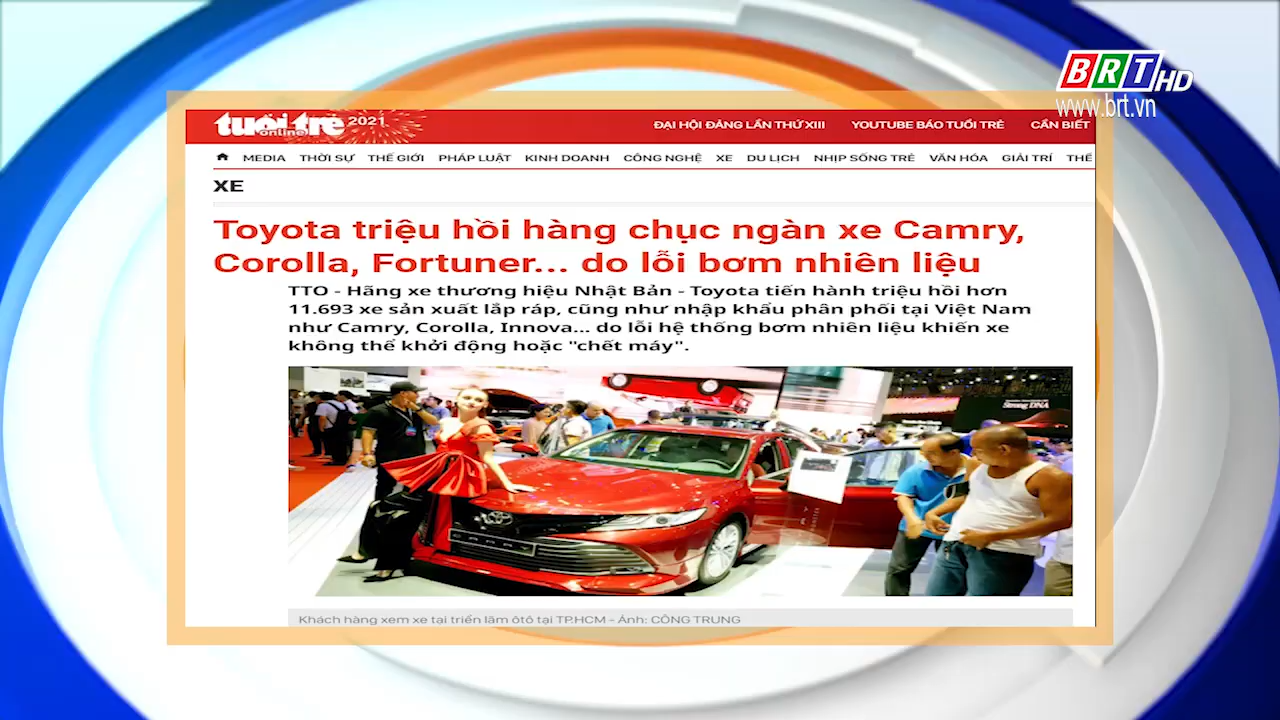 BRT HD
www.brt.vn
tuổi trẻ online 2021
ĐẠI HỘI ĐẢNG LẦN THỨ XIII YOUTUBE BÁO TUỔI TRẺ CẦN BIẾT
MEDIA THỜI SỰ THẾ GIỚI PHÁP LUẬT KINH DOANH CÔNG NGHỆ XE DU LỊCH NHỊP SỐNG TRẺ VĂN HÓA GIẢI TRÍ THỂ
XE
Toyota triệu hồi hàng chục ngàn xe Camry,
Corolla, Fortuner... do lỗi bơm nhiên liệu
TTO - Hãng xe thương hiệu Nhật Bản - Toyota tiến hành triệu hồi hơn
11.693 xe sản xuất lắp ráp, cũng như nhập khẩu phân phối tại Việt Nam
như Camry, Corolla, Innova... do lỗi hệ thống bơm nhiên liệu khiến xe
không thể khởi động hoặc "chết máy".
Strong DNA
CAMRY
Khách hàng xem xe tại triển lãm ôtô tại TP.HCM - Ảnh: CÔNG TRUNG